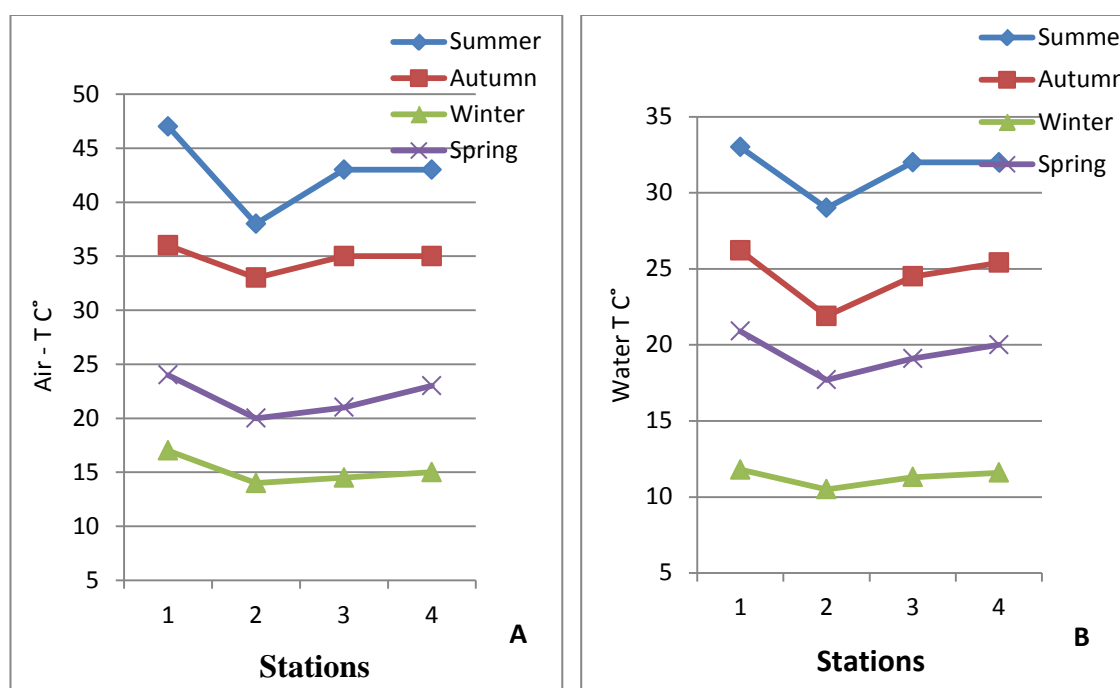 Summer
Autumn
Winter
Spring
50
45
40
35
30
25
20
15
10
5
Air - T C°
1 2 3 4
Stations
A
Summe
Autumn
Winter
Spring
35
30
25
20
15
10
5
Water T C°
1 2 3 4
Stations
B